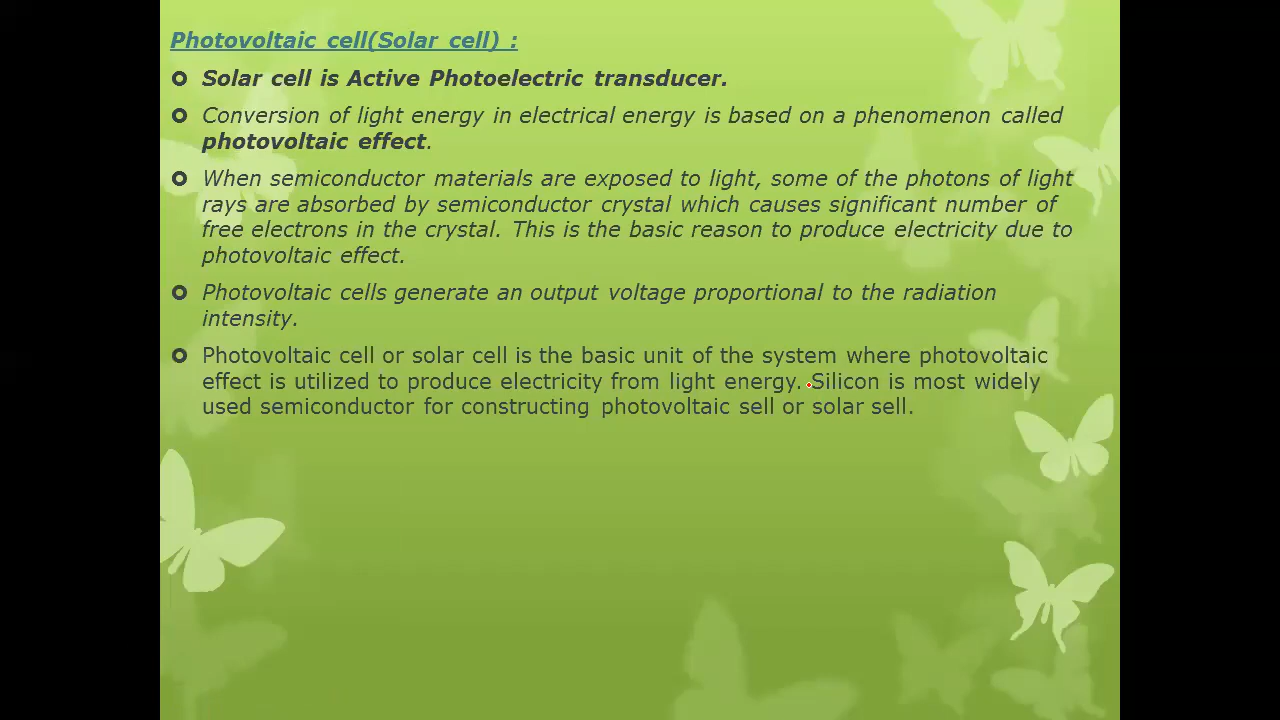 Photovoltaic cell(Solar cell) :
Solar cell is Active Photoelectric transducer.
Conversion of light energy in electrical energy is based on a phenomenon called
photovoltaic effect.
When semiconductor materials are exposed to light, some of the photons of light
rays are absorbed by semiconductor crystal which causes significant number of
free electrons in the crystal. This is the basic reason to produce electricity due to
photovoltaic effect.
Photovoltaic cells generate an output voltage proportional to the radiation
intensity.
Photovoltaic cell or solar cell is the basic unit of the system where photovoltaic
effect is utilized to produce electricity from light energy. Silicon is most widely
used semiconductor for constructing photovoltaic sell or solar sell.